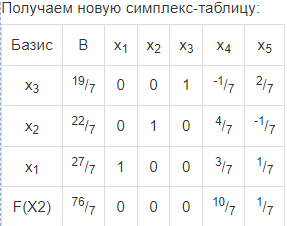 Получаем новую симплекс-таблицу:
Базис B x₁ x₂ x₃ x₄ x₅
x₃ ¹⁹/₇ 0 0 1 ⁻¹/₇ ²/₇
x₂ ²²/₇ 0 1 0 ⁴/₇ ⁻¹/₇
x₁ ²⁷/₇ 1 0 0 ³/₇ ¹/₇
F(X2) ⁷⁶/₇ 0 0 0 ¹⁰/₇ ¹/₇